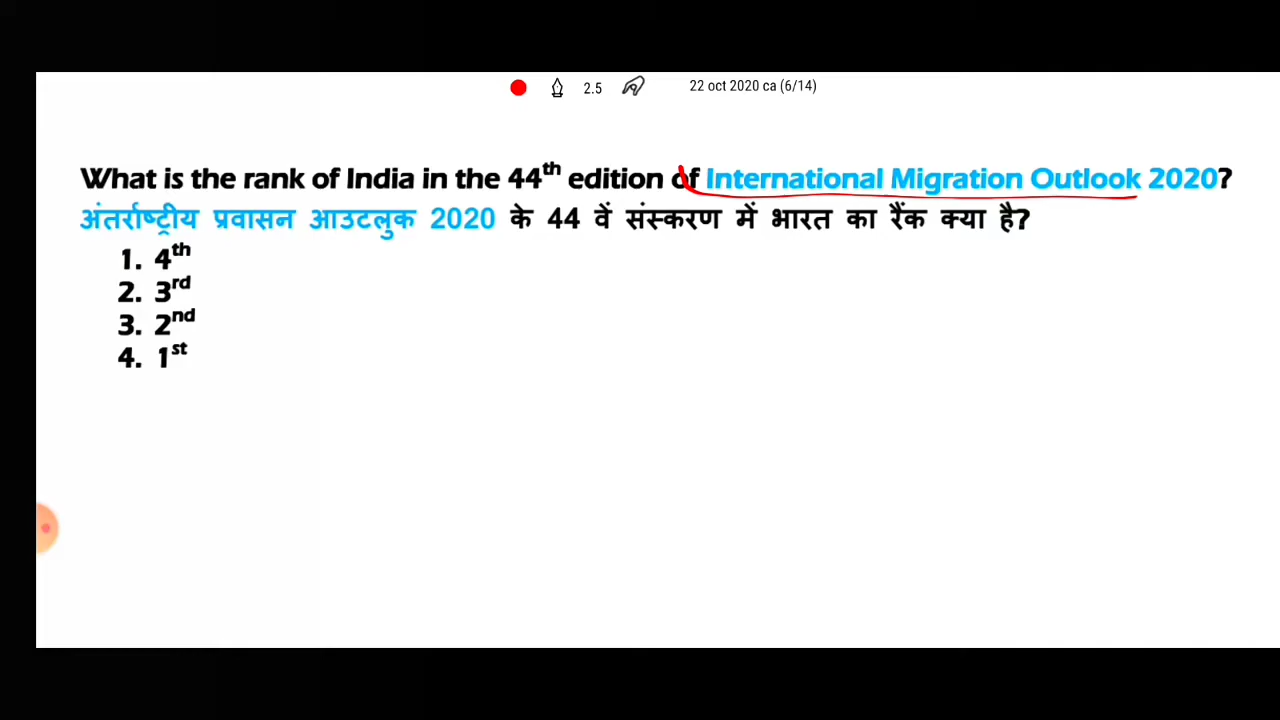 2.5 22 oct 2020 ca (6/14)
What is the rank of India in the 44th edition of International Migration Outlook 2020?
अंतर्राष्ट्रीय प्रवासन आउटलुक 2020 के 44 वें संस्करण में भारत का रैंक क्या है?
1. 4th
2. 3rd
3. 2nd
4. 1st